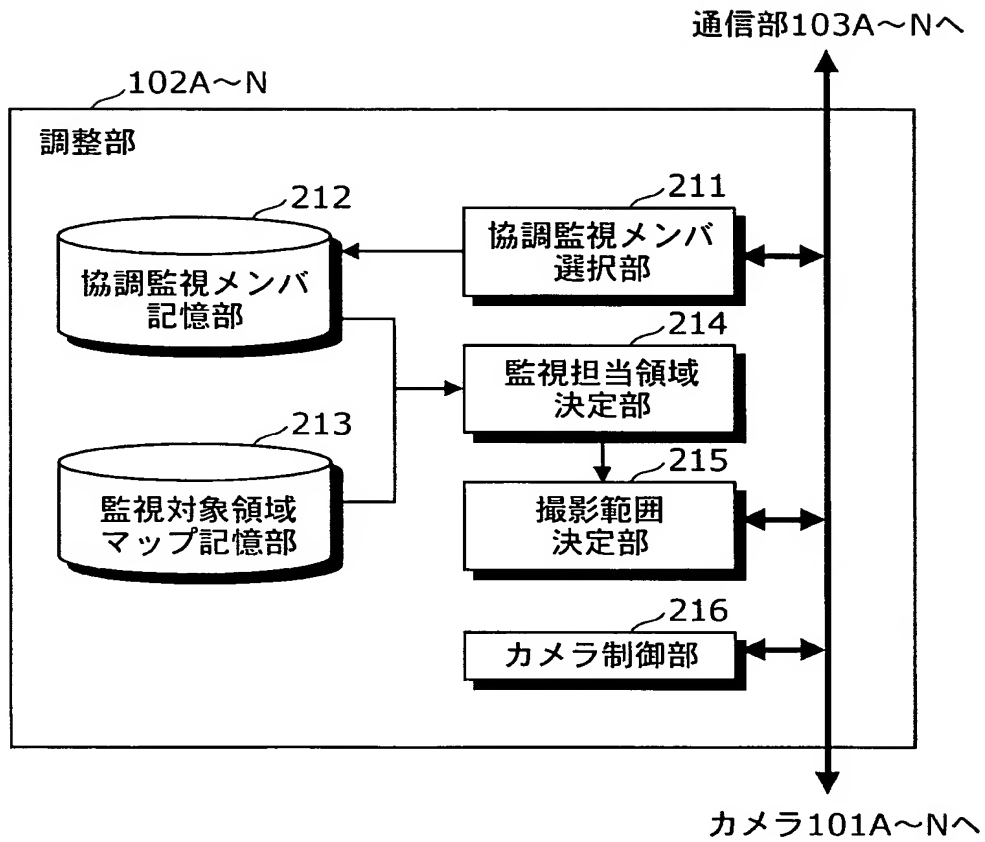 通信部103A～Nへ
102A～N
調整部
212
協調監視メンバ
記憶部
211
協調監視メンバ
選択部
214
監視担当領域
決定部
213
監視対象領域
マップ記憶部
215
撮影範囲
決定部
216
カメラ制御部
カメラ101A～Nへ